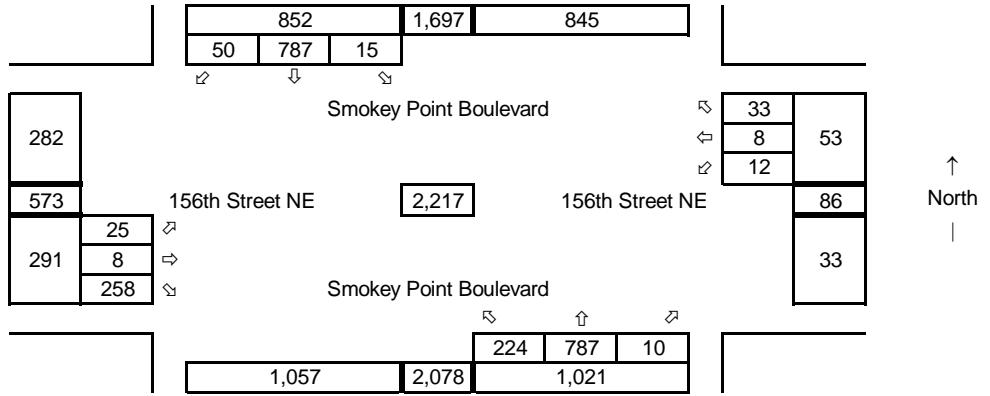 852 1,697 845
50 787 15
⬃ ⇩ ⬂
Smokey Point Boulevard
⬁ 33
282 ⇦ 8 53
⬃ 12 ↑
573 156th Street NE 2,217 156th Street NE 86 North
25 ⬀ |
291 8 ⇨ 33
258 ⬂ Smokey Point Boulevard
⬁ ⇧ ⬀
224 787 10
1,057 2,078 1,021